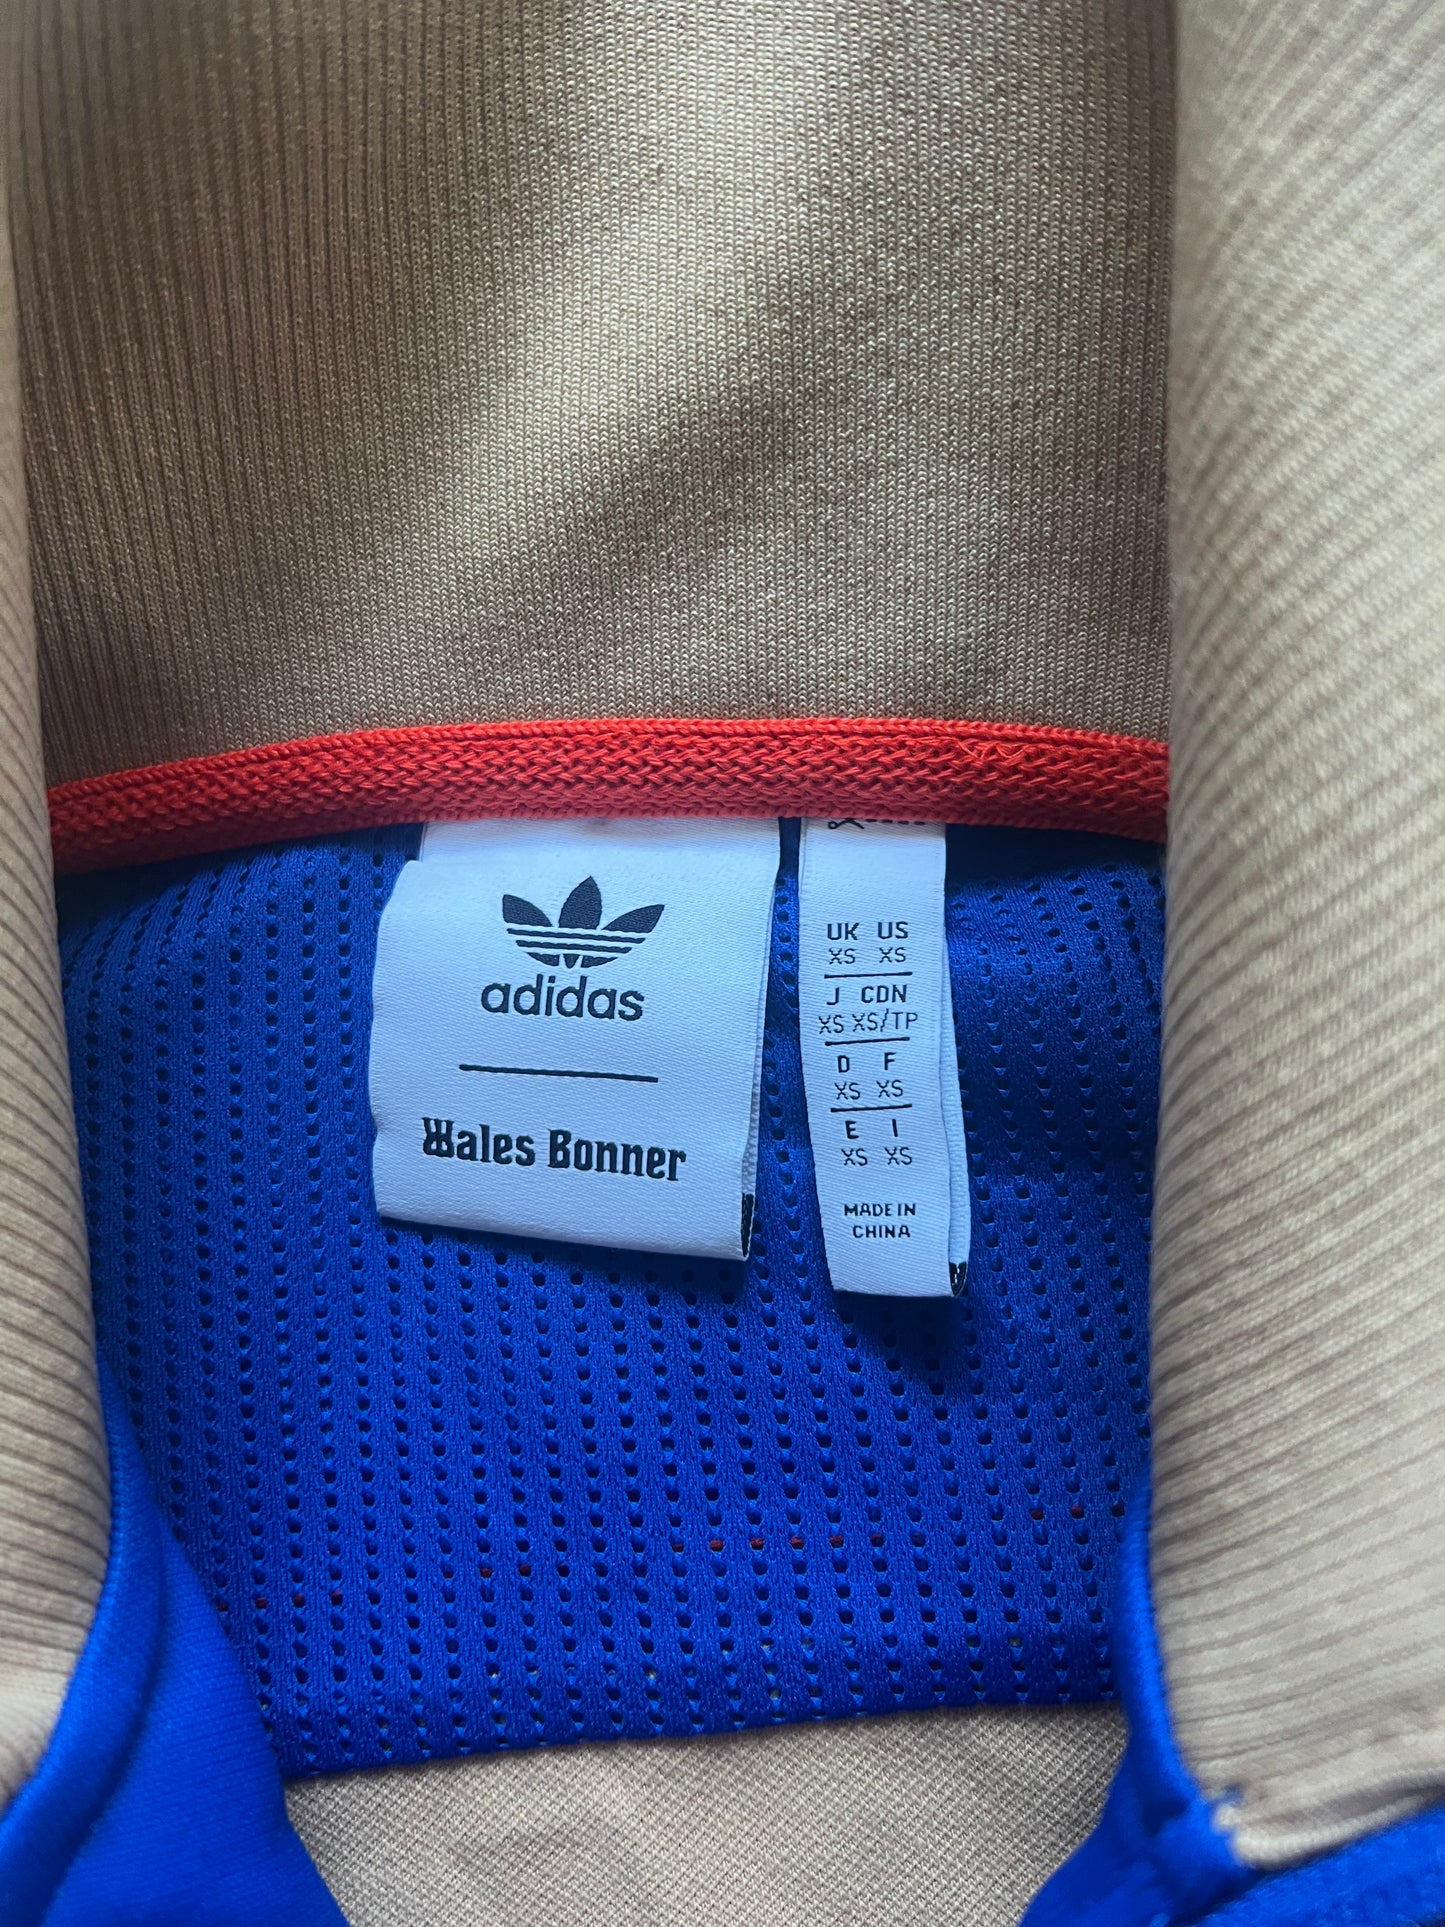 adidas
Wales Bonner
UK US
XS XS
J CDN
XS XS/TP
D F
XS XS
E I
XS XS
MADE IN
CHINA